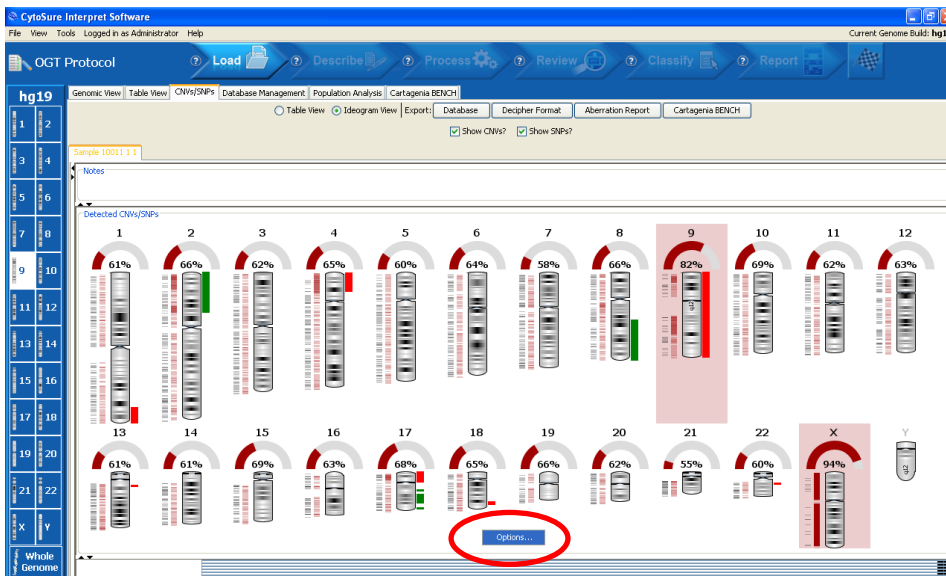 CytoSure Interpret Software
File View Tools Logged in as Administrator Help Current Genome Build: hg1
OGT Protocol ? Load ? Describe ? Process ? Review ? Classify ? Report
hg19
1 2
3 4
5 6
7 8
9 10
11 12
13 14
15 16
17 18
19 20
21 22
X Y
Whole Genome
Genomic View Table View CNVs/SNPs Database Management Population Analysis Cartagenia BENCH
Table View Ideogram View Export: Database Decipher Format Aberration Report Cartagenia BENCH
Show CNVs? Show SNPs?
Sample 10011 1 1
Notes
Detected CNVs/SNPs
1 2 3 4 5 6 7 8 9 10 11 12
61% 66% 62% 65% 60% 64% 58% 66% 82% 69% 62% 63%
q12
13 14 15 16 17 18 19 20 21 22 X Y
61% 61% 69% 63% 68% 65% 66% 62% 55% 60% 94%
q12
Options...